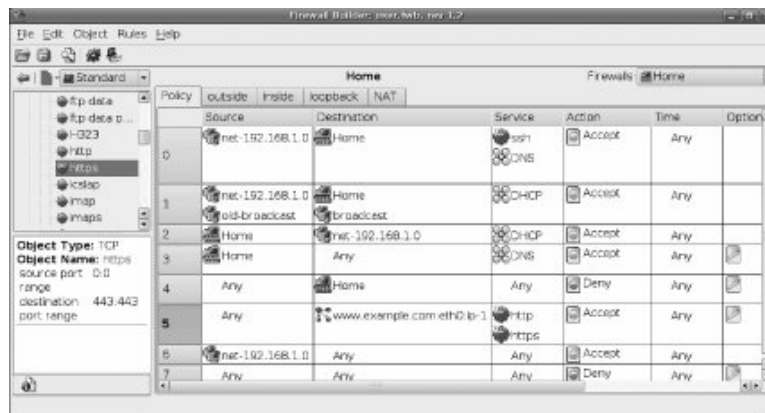 Firewall Builder: pxer.fwb, rev 1.2
File Edit Object Rules Help
Standard
Home
Firewalls: Home
ftp data
ftp data p...
H323
http
https
icslap
imap
imaps
Object Type: TCP
Object Name: https
source port 0:0
range
destination 443:443
port range
Policy outside inside loopback NAT
Source Destination Service Action Time Option
0 net-192.168.1.0 Home ssh Accept Any
DNS
1 net-192.168.1.0 Home DHCP Accept Any
old-broadcast broadcast
2 Home net-192.168.1.0 DHCP Accept Any
3 Home Any DNS Accept Any
4 Any Home Any Deny Any
5 Any www.example.com:eth0:ip-1 http Accept Any
https
6 net-192.168.1.0 Any Any Accept Any
7 Any Any Any Deny Any